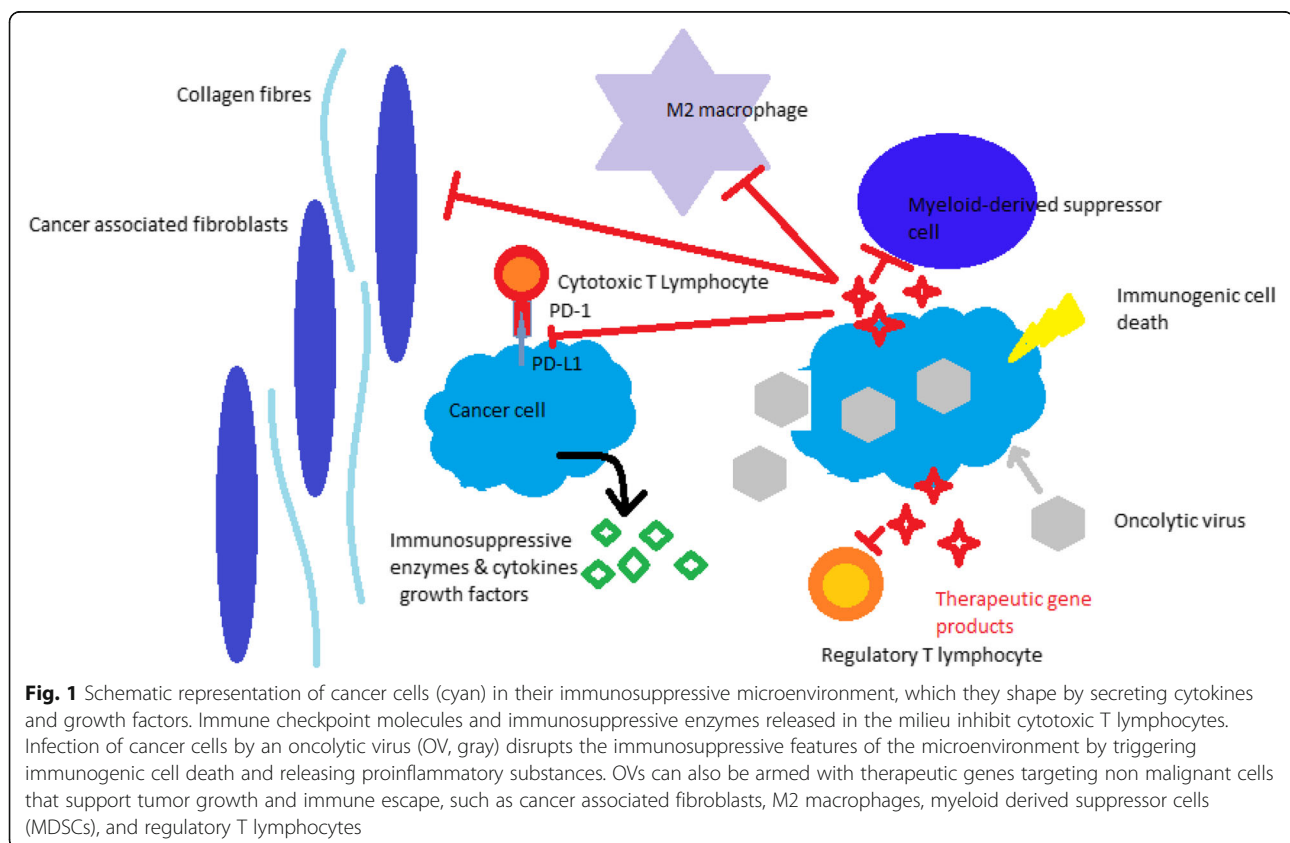 Collagen fibres
M2 macrophage
Cancer associated fibroblasts
Myeloid-derived suppressor
cell
Cytotoxic T Lymphocyte
PD-1
Immunogenic cell
death
PD-L1
Cancer cell
Immunosuppressive
enzymes & cytokines
growth factors
Oncolytic virus
Therapeutic gene
products
Regulatory T lymphocyte
Fig. 1 Schematic representation of cancer cells (cyan) in their immunosuppressive microenvironment, which they shape by secreting cytokines
and growth factors. Immune checkpoint molecules and immunosuppressive enzymes released in the milieu inhibit cytotoxic T lymphocytes.
Infection of cancer cells by an oncolytic virus (OV, gray) disrupts the immunosuppressive features of the microenvironment by triggering
immunogenic cell death and releasing proinflammatory substances. OVs can also be armed with therapeutic genes targeting non malignant cells
that support tumor growth and immune escape, such as cancer associated fibroblasts, M2 macrophages, myeloid derived suppressor cells
(MDSCs), and regulatory T lymphocytes